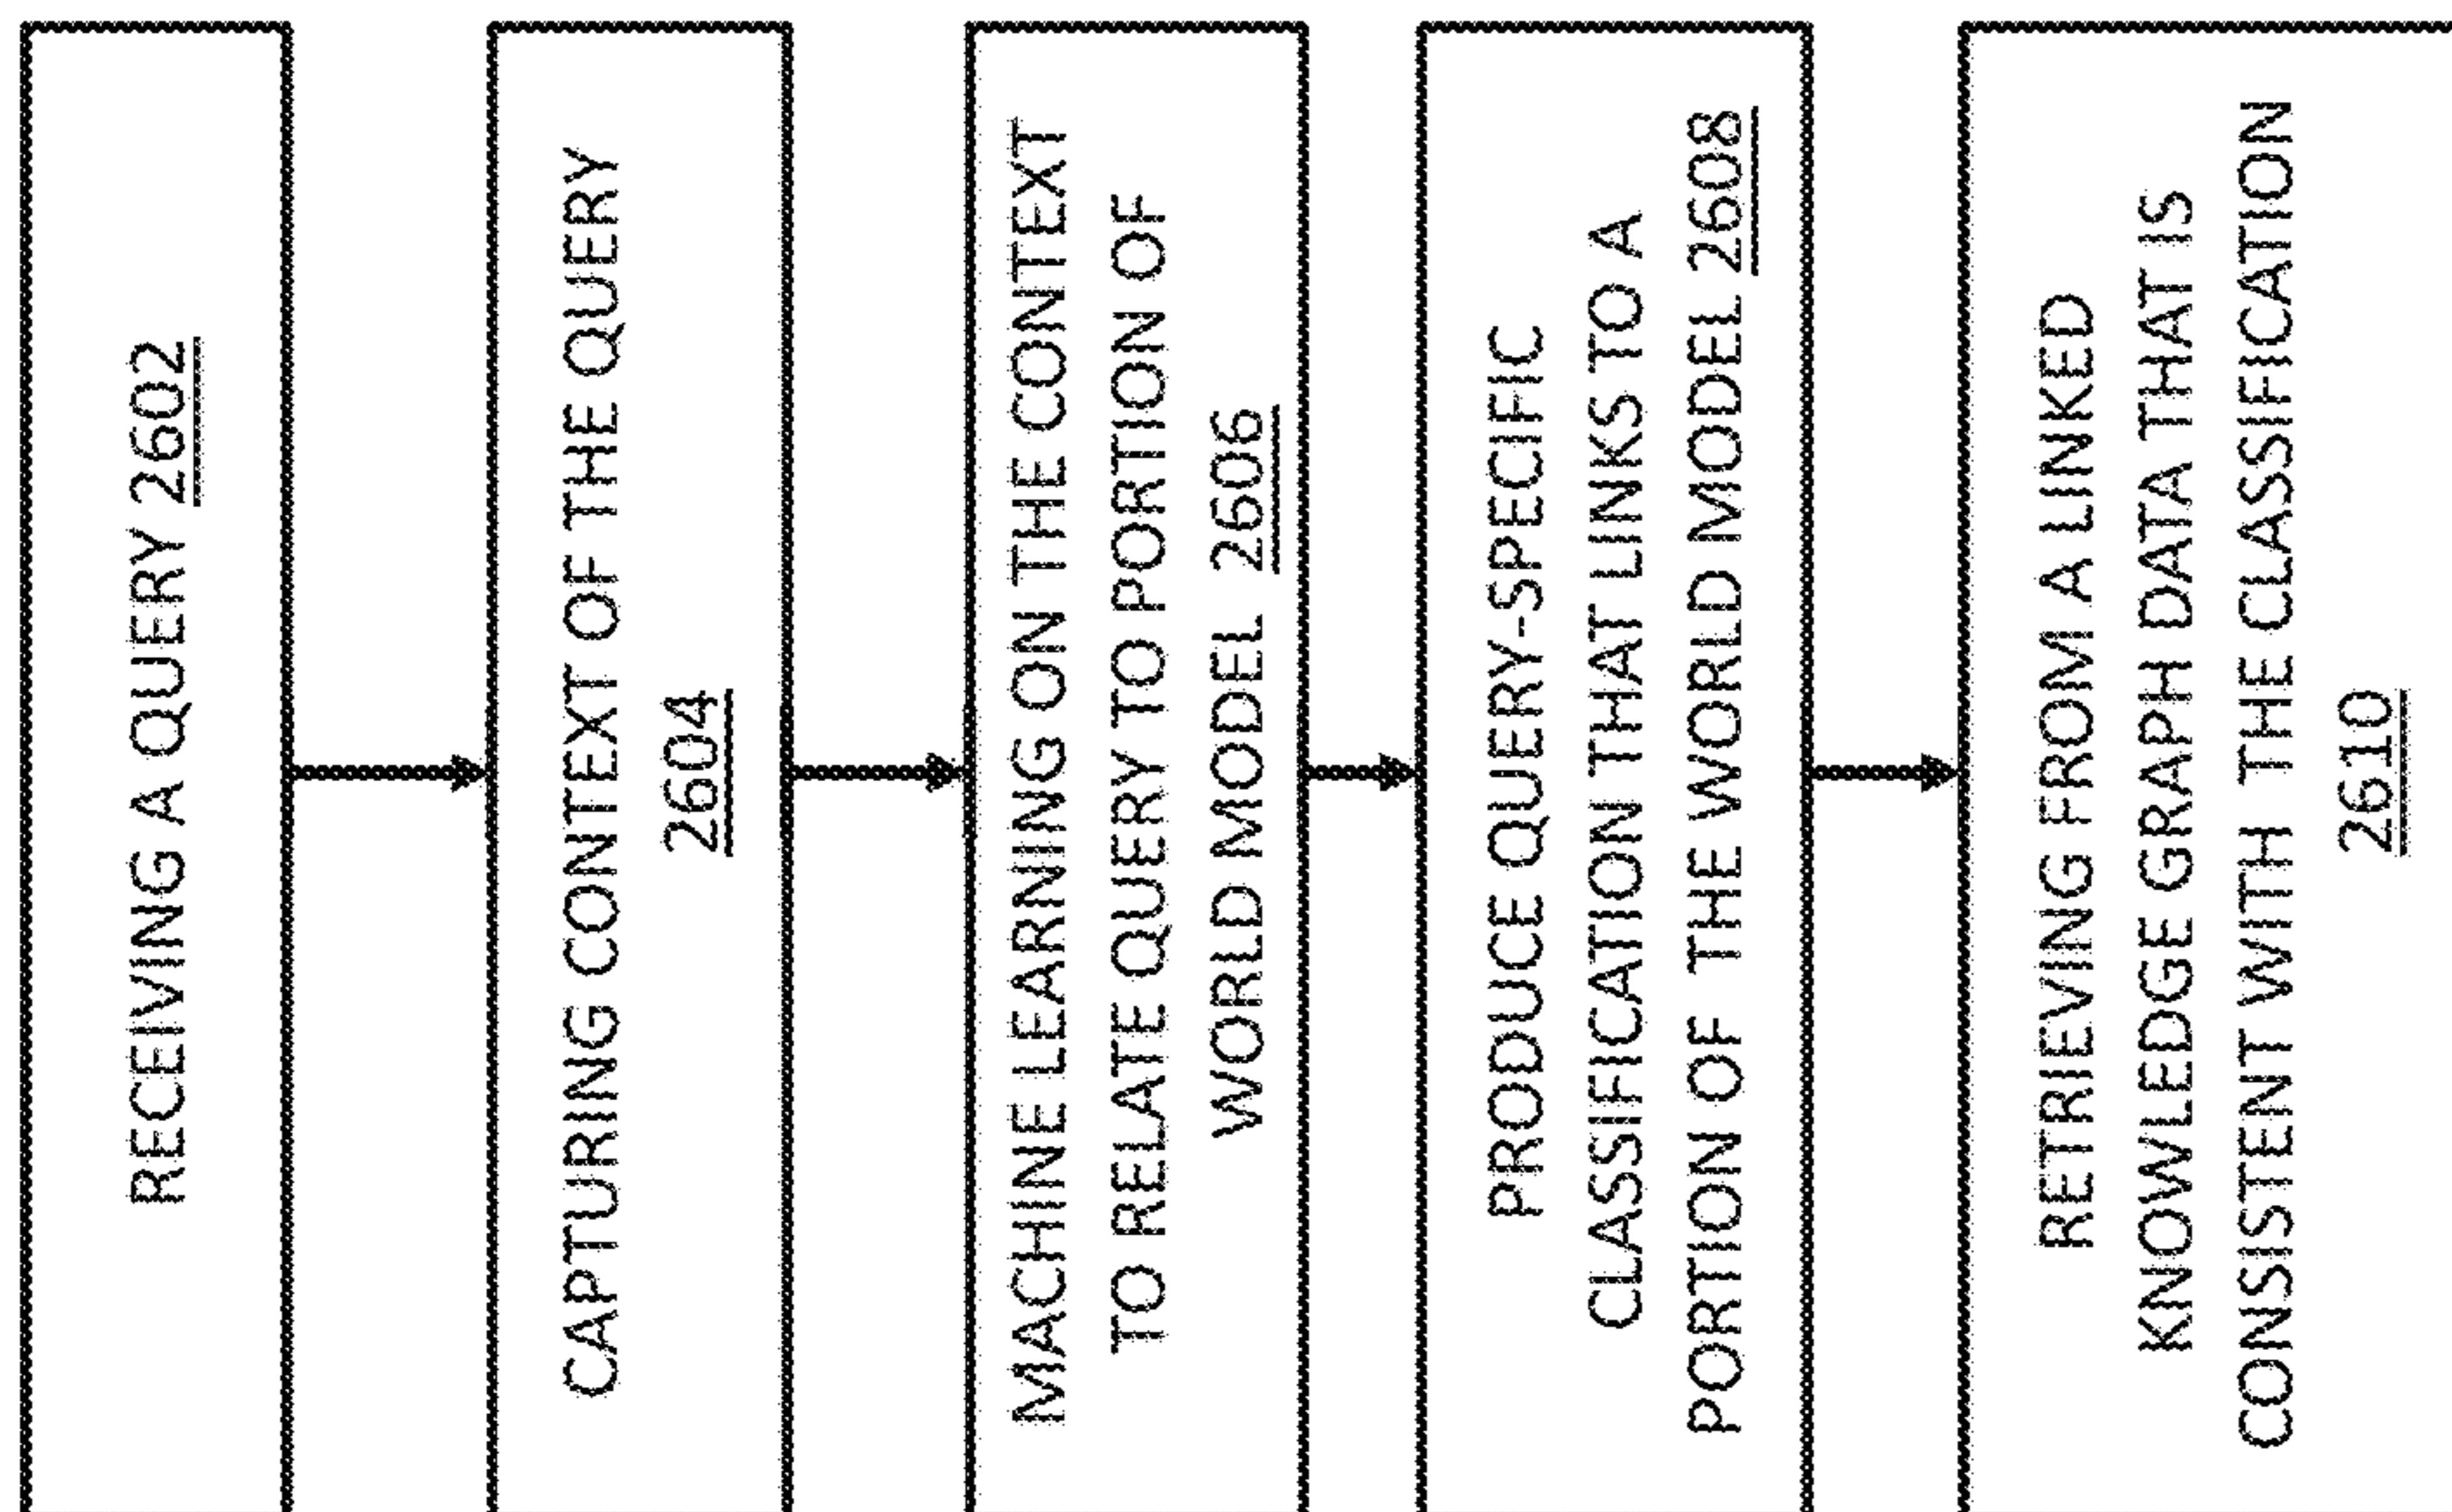 RECEIVING A QUERY 2602
CAPTURING CONTEXT OF THE QUERY
2604
MACHINE LEARNING ON THE CONTEXT
TO RELATE QUERY TO PORTION OF
WORLD MODEL 2606
PRODUCE QUERY-SPECIFIC
CLASSIFICATION THAT LINKS TO A
PORTION OF THE WORLD MODEL 2608
RETRIEVING FROM A LINKED
KNOWLEDGE GRAPH DATA THAT IS
CONSISTENT WITH THE CLASSIFICATION
2610